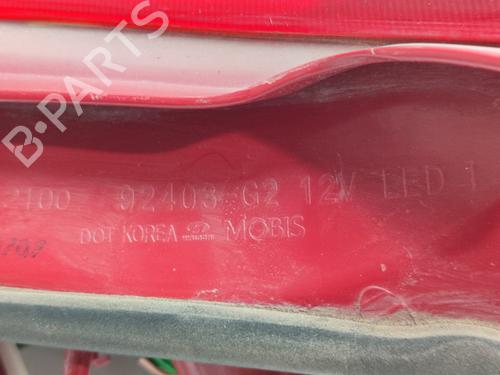 B-PARTS
2100 92403-G2 12V LED
DOT KOREA MOBIS